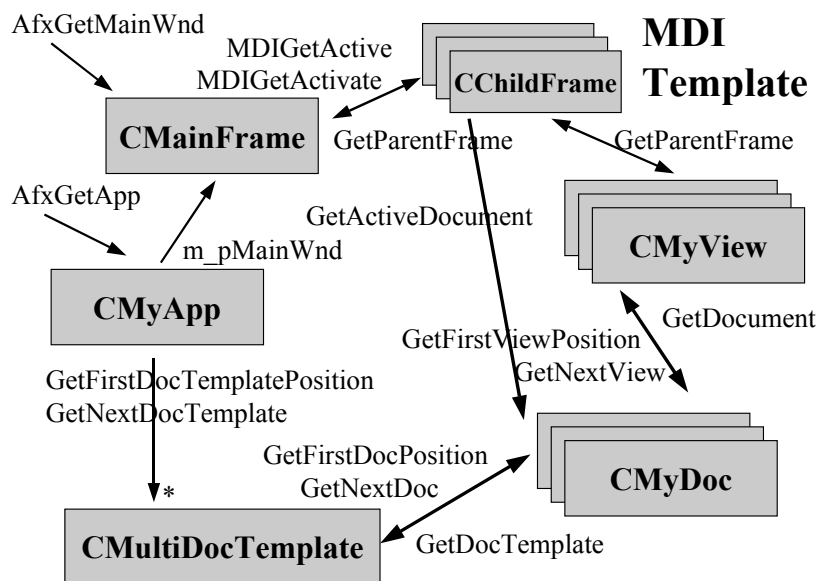 AfxGetMainWnd
MDIGetActive
MDIGetActivate
CChildFrame
MDI
Template
CMainFrame
GetParentFrame
GetParentFrame
AfxGetApp
GetActiveDocument
m_pMainWnd
CMyView
CMyApp
GetDocument
GetFirstViewPosition
GetNextView
GetFirstDocTemplatePosition
GetNextDocTemplate
GetFirstDocPosition
GetNextDoc
CMyDoc
*
CMultiDocTemplate
GetDocTemplate